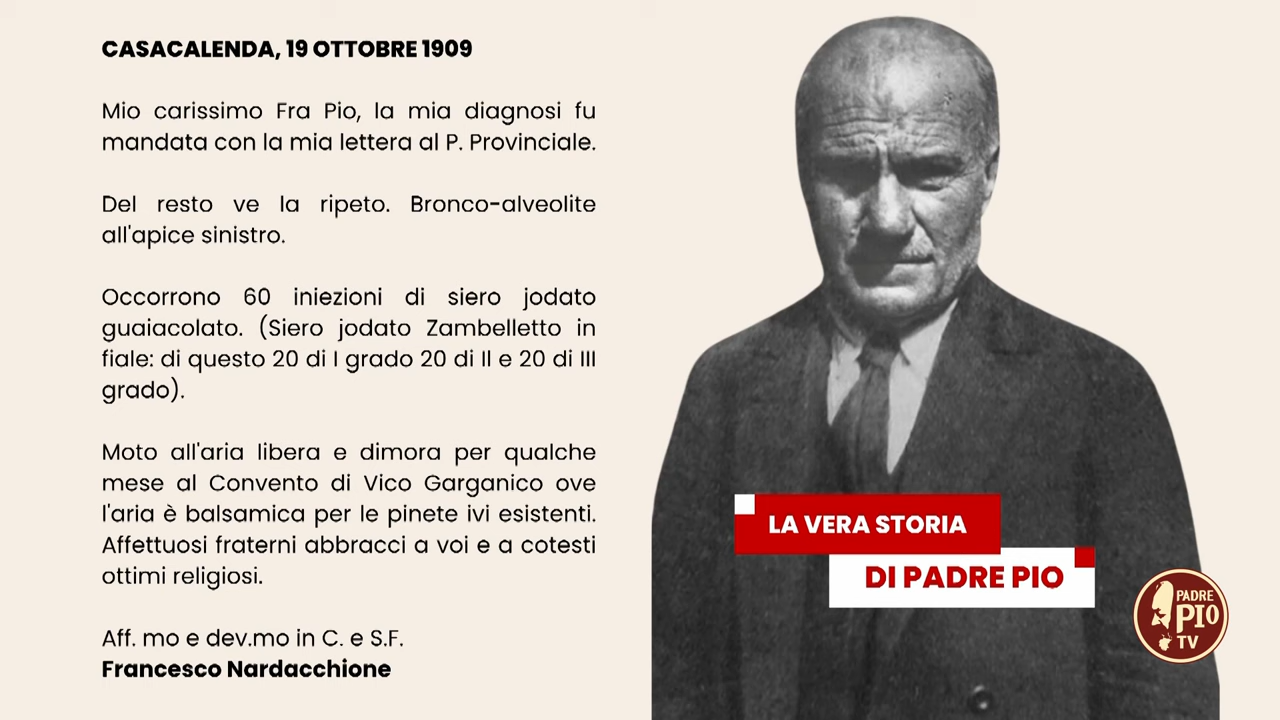 CASACALENDA, 19 OTTOBRE 1909
Mio carissimo Fra Pio, la mia diagnosi fu
mandata con la mia lettera al P. Provinciale.
Del resto ve la ripeto. Bronco-alveolite
all'apice sinistro.
Occorrono 60 iniezioni di siero jodato
guaiacolato. (Siero jodato Zambelletto in
fiale: di questo 20 di I grado 20 di II e 20 di III
grado).
Moto all'aria libera e dimora per qualche
mese al Convento di Vico Garganico ove
l'aria è balsamica per le pinete ivi esistenti.
Affettuosi fraterni abbracci a voi e a cotesti
ottimi religiosi.
Aff. mo e dev.mo in C. e S.F.
Francesco Nardacchione
LA VERA STORIA
DI PADRE PIO
PADRE
PIO
TV